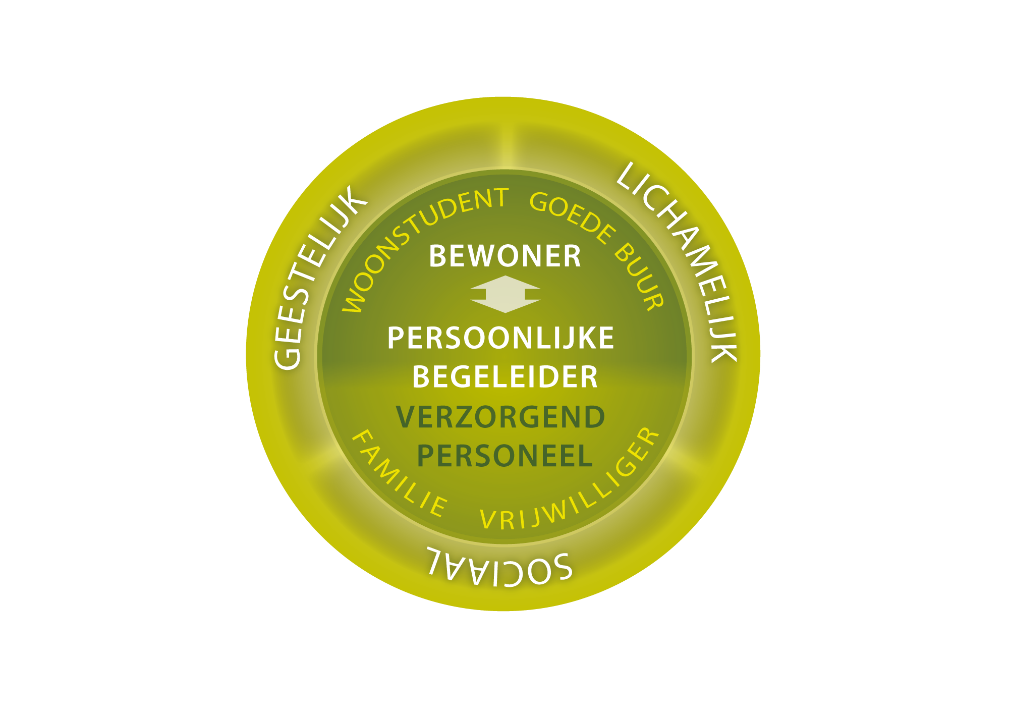 GEESTELIJK
LICHAMELIJK
SOCIAAL
WOONSTUDENT
GOEDE BUUR
BEWONER
PERSOONLIJKE
BEGELEIDER
VERZORGEND
PERSONEEL
FAMILIE
VRIJWILLIGER